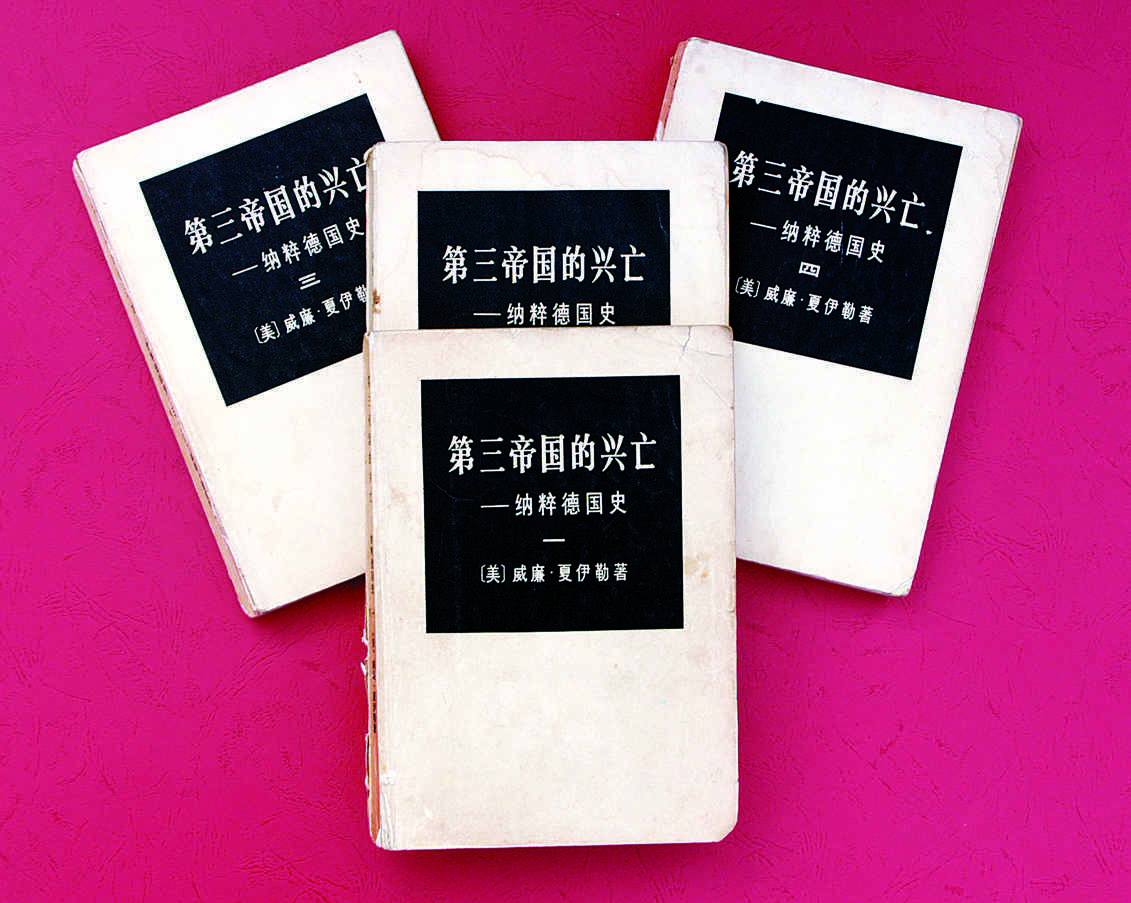 第三帝国的兴亡
——纳粹德国史
三
〔美〕威廉·夏伊勒
第三帝国的兴亡
——纳粹德国史
第三帝国的兴亡
——纳粹德国史
四
〔美〕威廉·夏伊勒著
第三帝国的兴亡
——纳粹德国史
一
〔美〕威廉·夏伊勒著